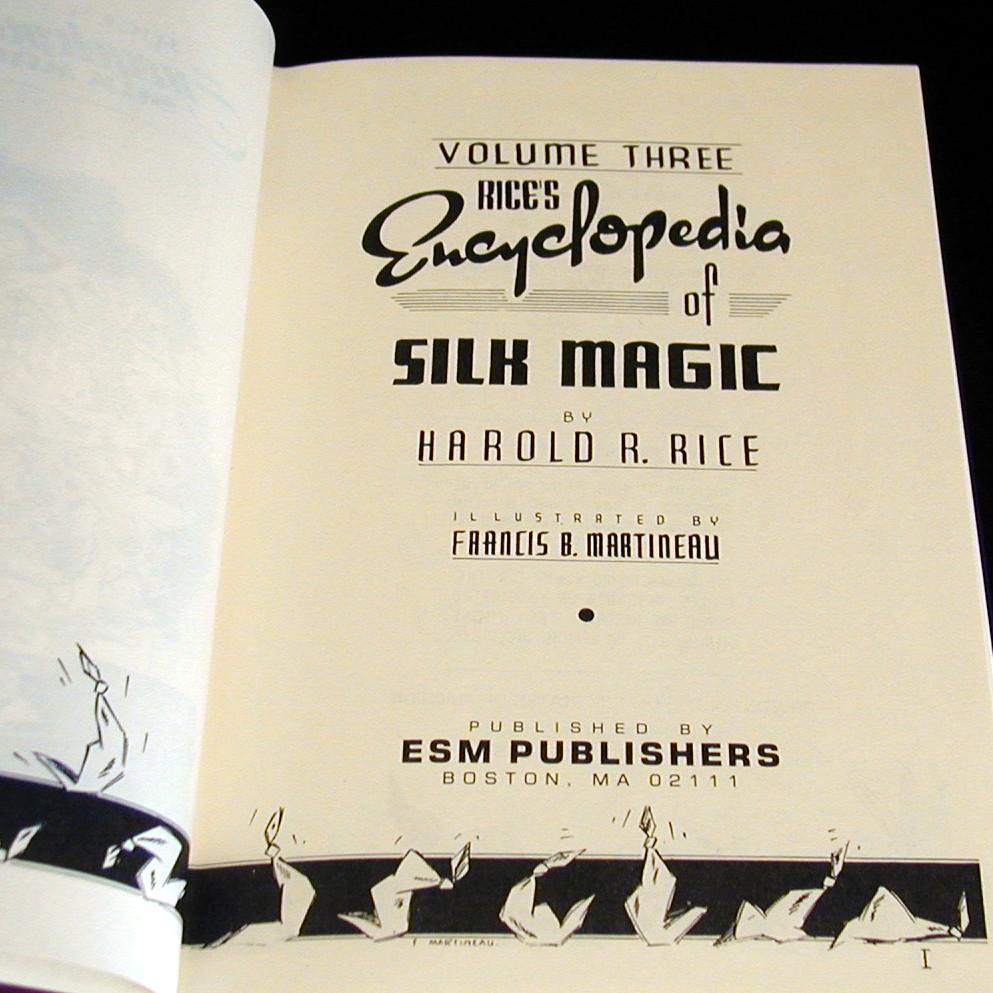 VOLUME THREE
RICE'S
Encyclopedia
of
SILK MAGIC
BY
HAROLD R. RICE
ILLUSTRATED BY
FRANCIS B. MARTINEAU
PUBLISHED BY
ESM PUBLISHERS
BOSTON, MA 02111
F MARTINEAU.
I